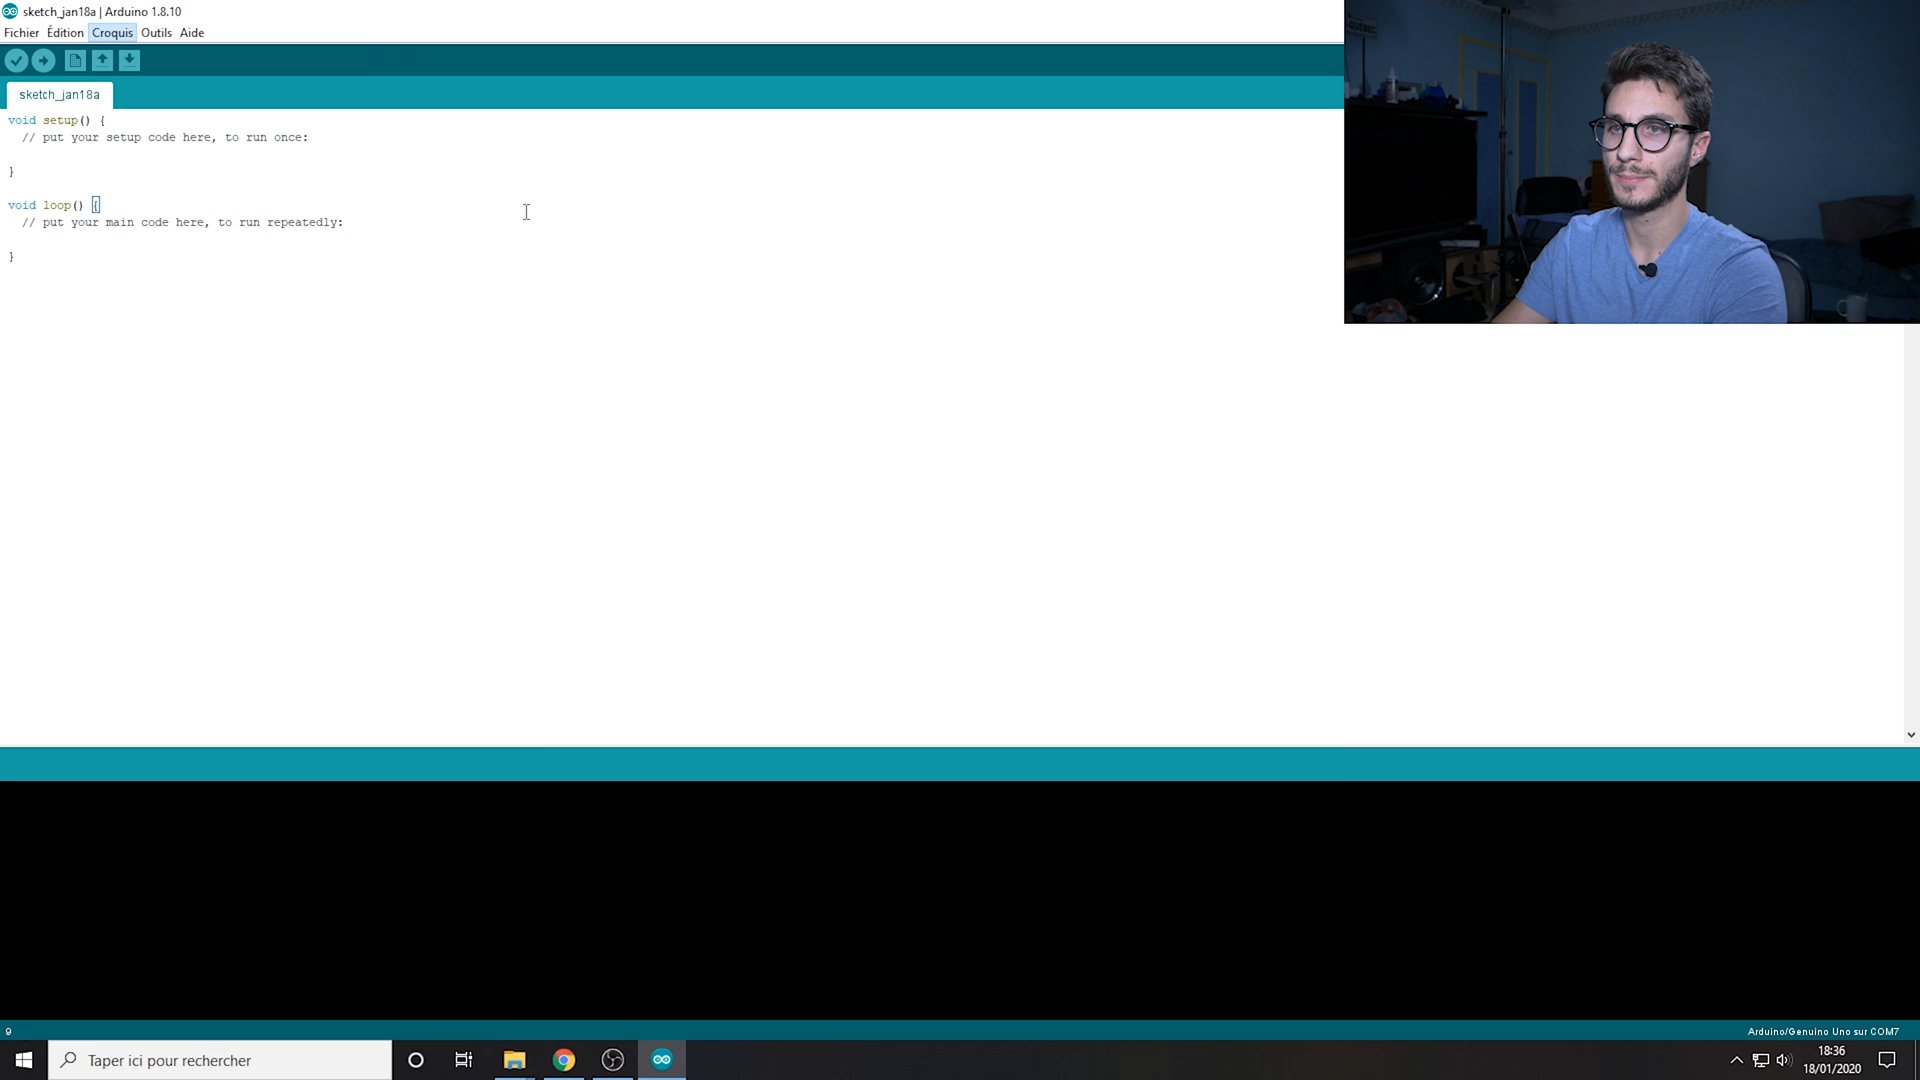 sketch_jan18a | Arduino 1.8.10
Fichier Édition Croquis Outils Aide
sketch_jan18a
void setup() {
// put your setup code here, to run once:
}
void loop() {
// put your main code here, to run repeatedly:
}
QUÉBEC
9
Arduino/Genuino Uno sur COM7
Taper ici pour rechercher
18:36
18/01/2020